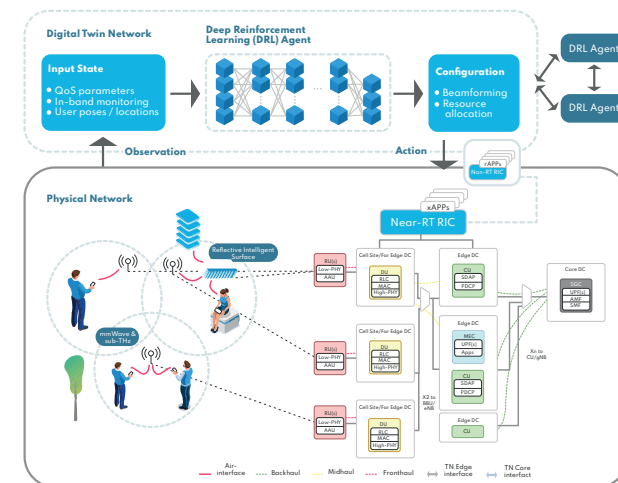 Digital Twin Network
Deep Reinforcement
Learning (DRL) Agent
Input State
• QoS parameters
• In-band monitoring
• User poses / locations
...
Configuration
• Beamforming
• Resource
allocation
DRL Agent
DRL Agent
Observation
Action
rAPPs
Non-RT RIC
Physical Network
xAPPs
Near-RT RIC
Reflective Intelligent
Surface
mmWave &
sub-THz
RU(s)
Low-PHY
AAU
RU(s)
Low-PHY
AAU
RU(s)
Low-PHY
AAU
Cell Site/Far Edge DC
DU
RLC
MAC
High-PHY
Cell Site/Far Edge DC
DU
RLC
MAC
High-PHY
Cell Site/Far Edge DC
DU
RLC
MAC
High-PHY
X2 to
BBU/
eNB
Edge DC
CU
SDAP
PDCP
Edge DC
MEC
UPF(s)
Apps
CU
SDAP
PDCP
Edge DC
CU
Xn to
CU/gNB
Core DC
5GC
UPF(s)
AMF
SMF
Air-
interface
Backhaul
Midhaul
Fronthaul
TN Edge
interface
TN Core
interfact